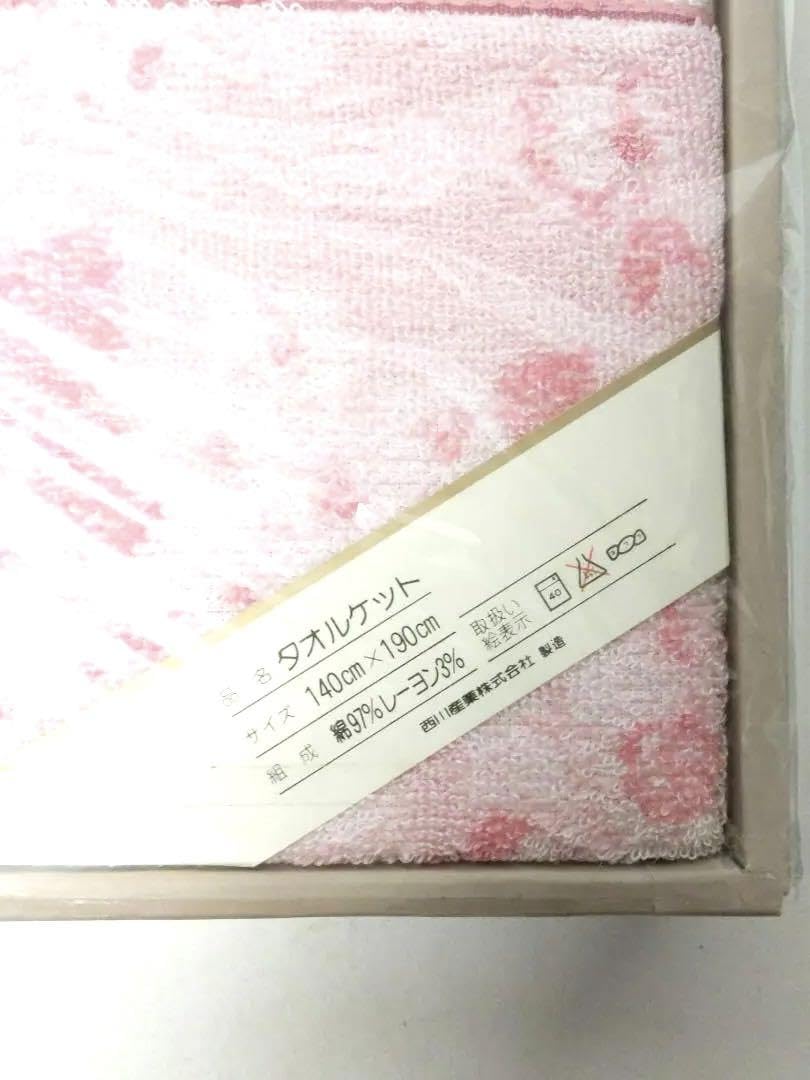 品名 タオルケット
サイズ 140cm×190cm
組成 綿97%レーヨン3%
取扱い
絵表示
40
西川産業株式会社 製造